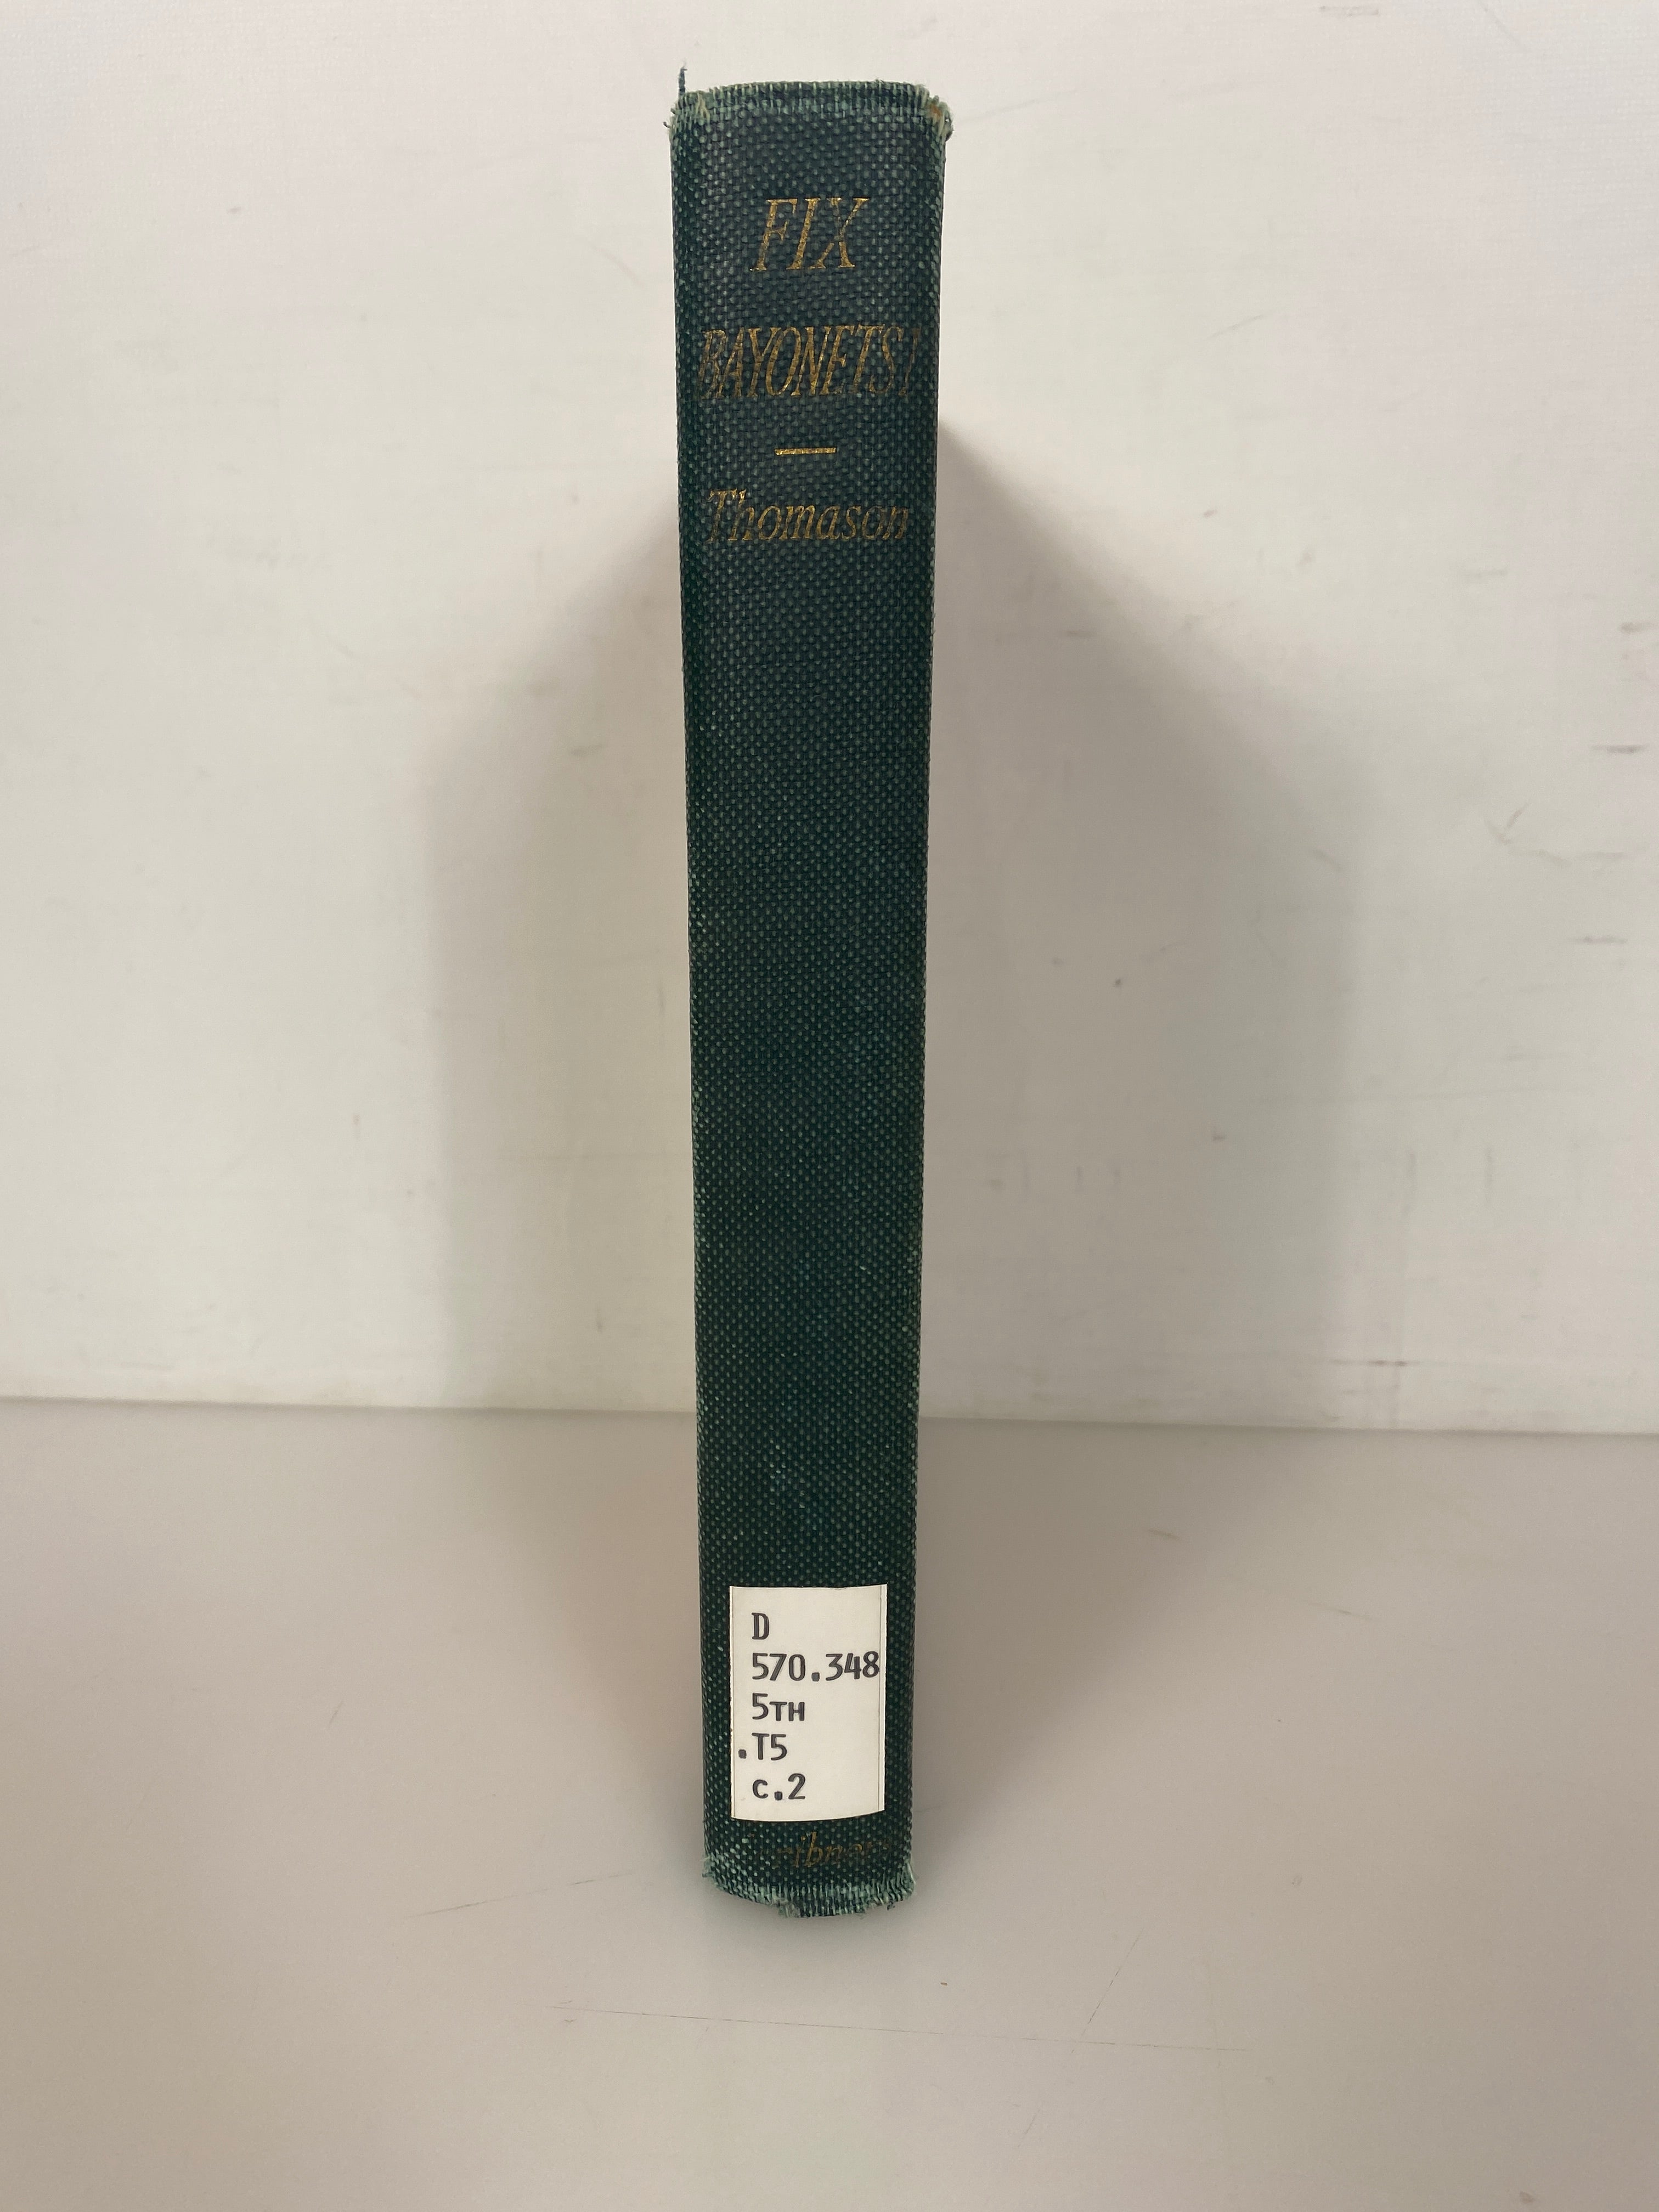 FIX
BAYONETS!
Thomason
D
570.348
5TH
.T5
c.2